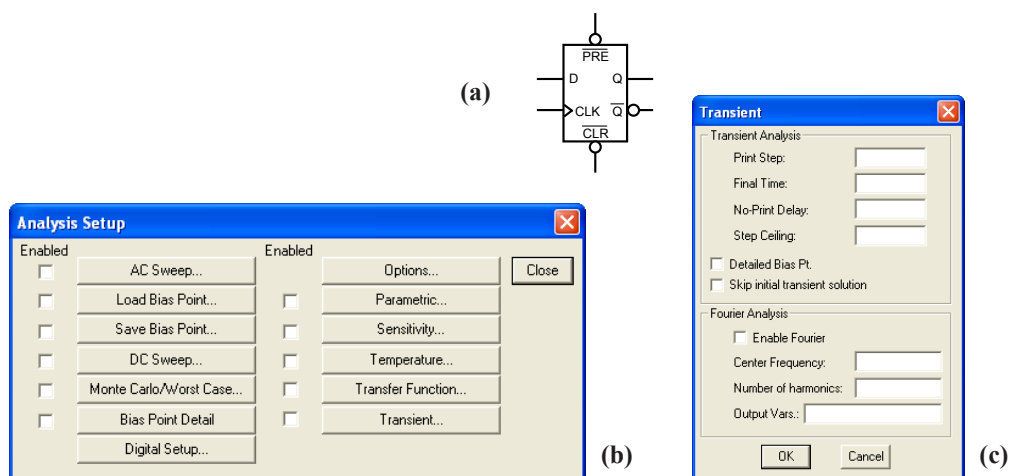 (a)
P̅R̅E̅
D Q
CLK Q̅
C̅L̅R̅
Analysis Setup
Enabled Enabled
AC Sweep... Options... Close
Load Bias Point... Parametric...
Save Bias Point... Sensitivity...
DC Sweep... Temperature...
Monte Carlo/Worst Case... Transfer Function...
Bias Point Detail Transient...
Digital Setup...
(b)
Transient
Transient Analysis
Print Step:
Final Time:
No-Print Delay:
Step Ceiling:
Detailed Bias Pt.
Skip initial transient solution
Fourier Analysis
Enable Fourier
Center Frequency:
Number of harmonics:
Output Vars.:
OK Cancel
(c)